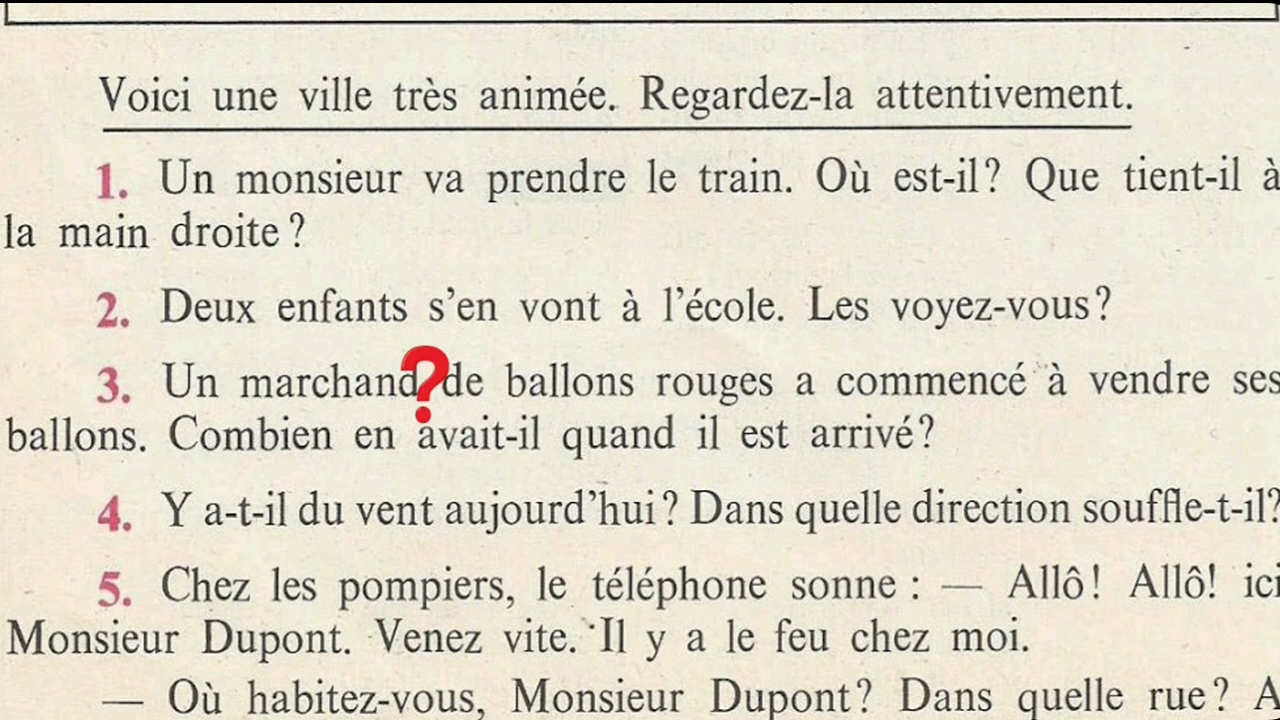 Voici une ville très animée. Regardez-la attentivement.
1. Un monsieur va prendre le train. Où est-il? Que tient-il à
la main droite?
2. Deux enfants s'en vont à l'école. Les voyez-vous?
3. Un marchand de ballons rouges a commencé à vendre ses
ballons. Combien en avait-il quand il est arrivé?
4. Y a-t-il du vent aujourd'hui? Dans quelle direction souffle-t-il?
5. Chez les pompiers, le téléphone sonne : — Allô! Allô! ici
Monsieur Dupont. Venez vite. Il y a le feu chez moi.
— Où habitez-vous, Monsieur Dupont? Dans quelle rue? A